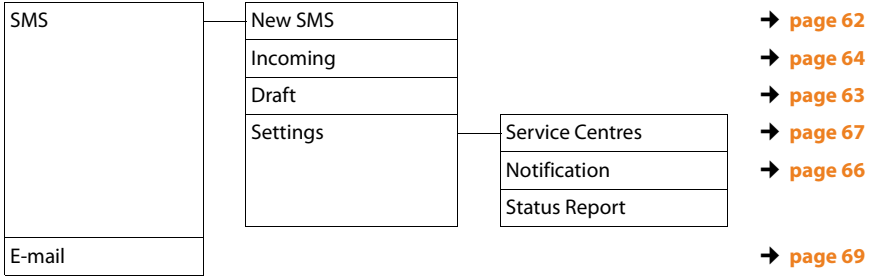 SMS New SMS ➔ page 62
Incoming ➔ page 64
Draft ➔ page 63
Settings Service Centres ➔ page 67
Notification ➔ page 66
Status Report
E-mail ➔ page 69